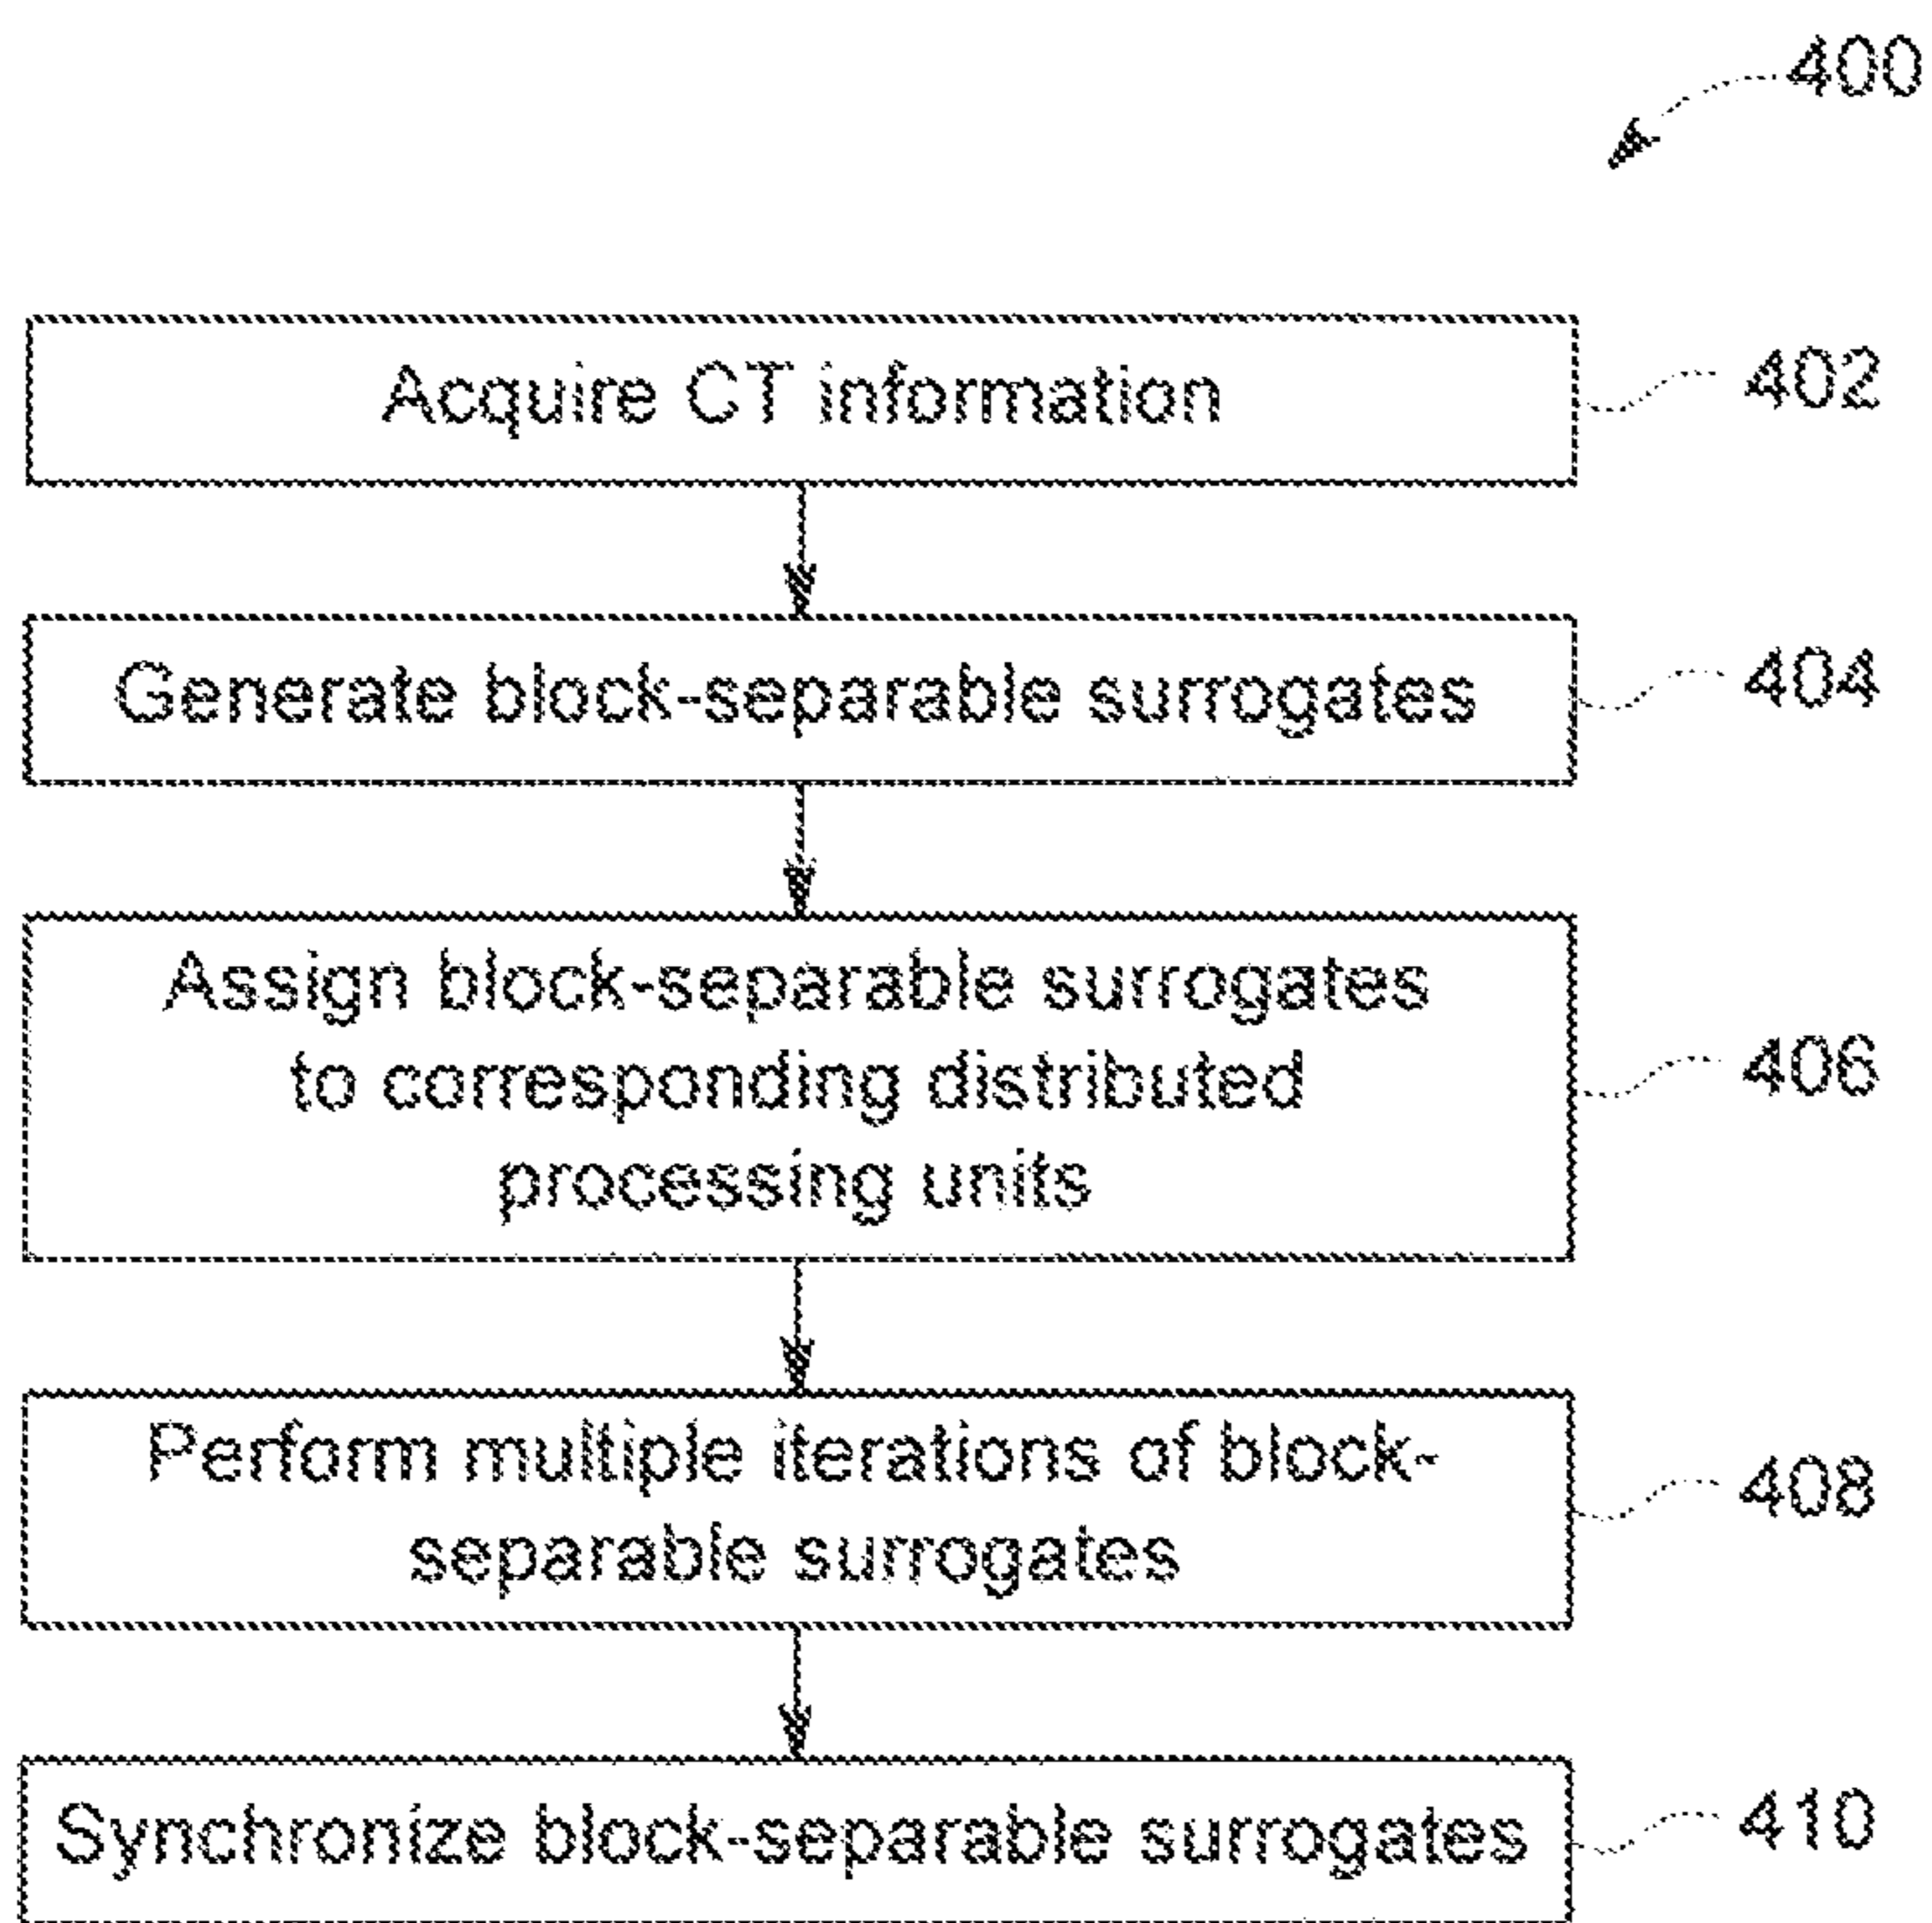 400
Acquire CT information
402
Generate block-separable surrogates
404
Assign block-separable surrogates
to corresponding distributed
processing units
406
Perform multiple iterations of block-
separable surrogates
408
Synchronize block-separable surrogates
410